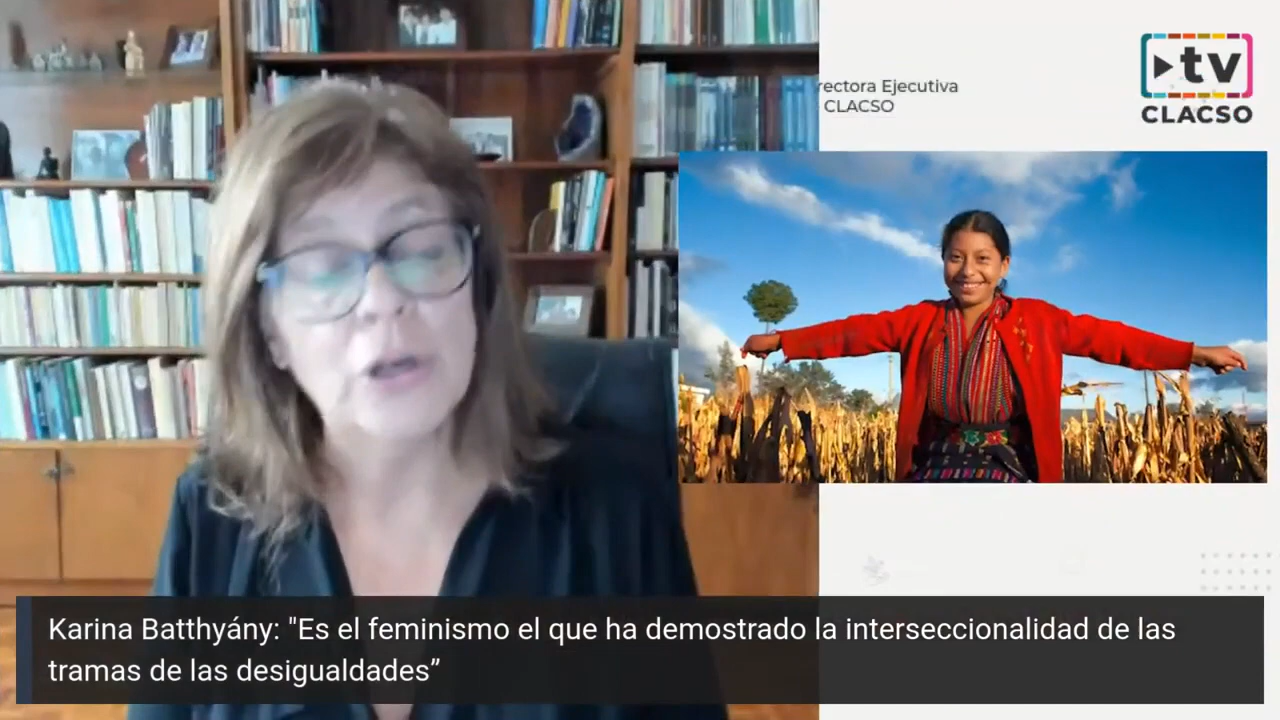 rectora Ejecutiva
CLACSO
tv
CLACSO
Karina Batthyány: "Es el feminismo el que ha demostrado la interseccionalidad de las
tramas de las desigualdades”